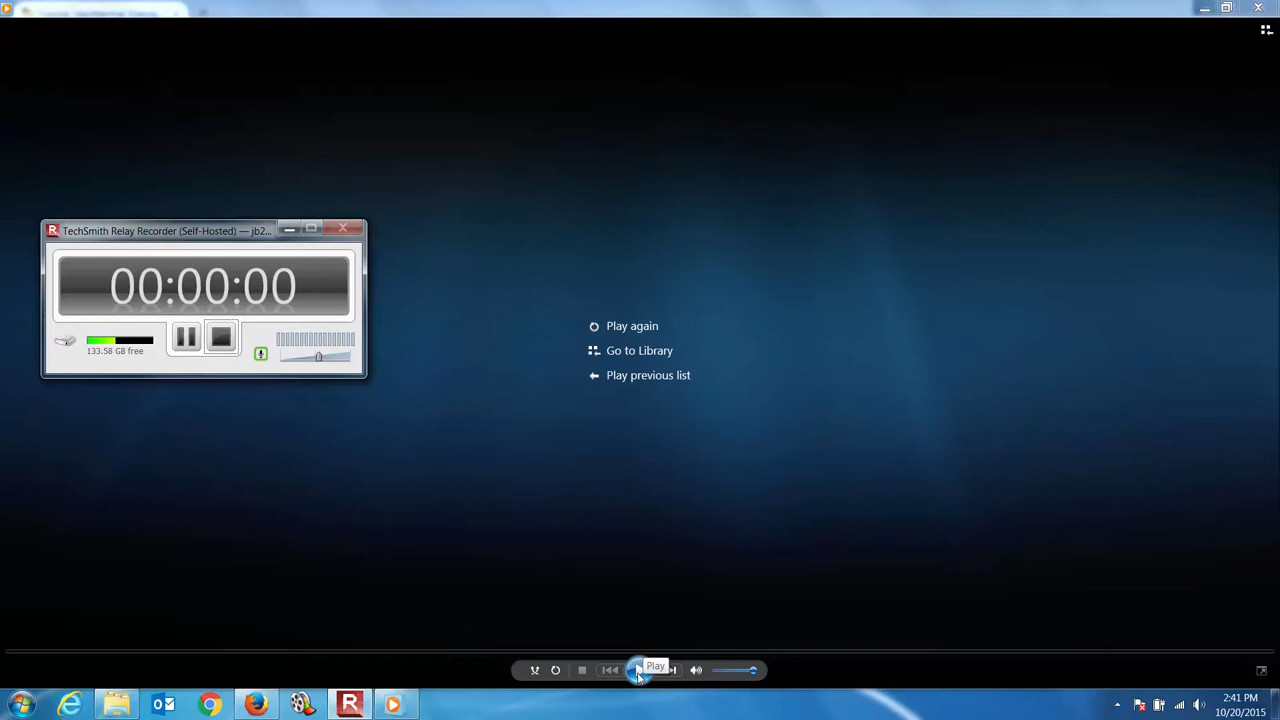 TechSmith Relay Recorder (Self-Hosted) — jb2...
00:00:00
133.58 GB free
Play again
Go to Library
Play previous list
Play
2:41 PM
10/20/2015